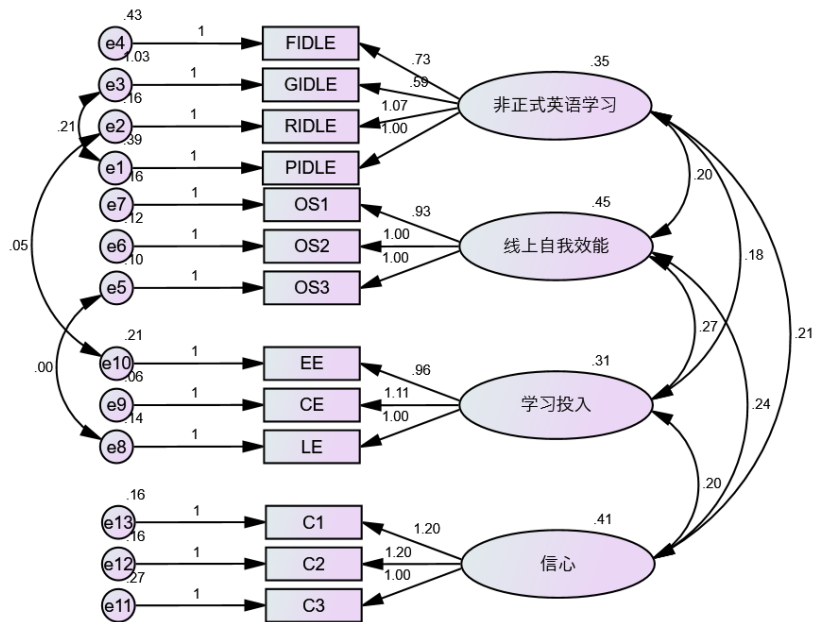 .43
e4 1 FIDLE .73 .35
1.03
e3 1 GIDLE .59
.16
e2 1 RIDLE 1.07 非正式英语学习
.21
.39
e1 1 PIDLE 1.00
.16
e7 1 OS1 .93 .45 .20
.12
e6 1 OS2 1.00 线上自我效能
.05
.10
e5 1 OS3 1.00 .18
.27
.21
.21
e10 1 EE .96 .31
.00
.06
e9 1 CE 1.11 学习投入 .24
.14
e8 1 LE 1.00
.20
.16
e13 1 C1 1.20 .41
.16
e12 1 C2 1.20 信心
.27
e11 1 C3 1.00